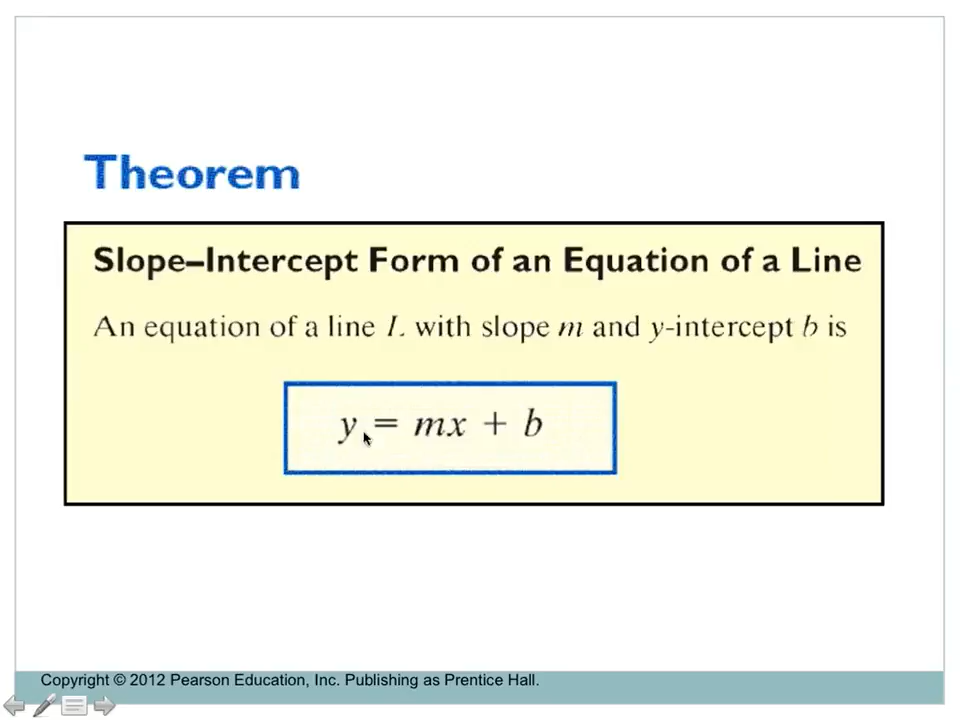 Theorem
Slope–Intercept Form of an Equation of a Line
An equation of a line L with slope m and y-intercept b is
y = mx + b
Copyright © 2012 Pearson Education, Inc. Publishing as Prentice Hall.